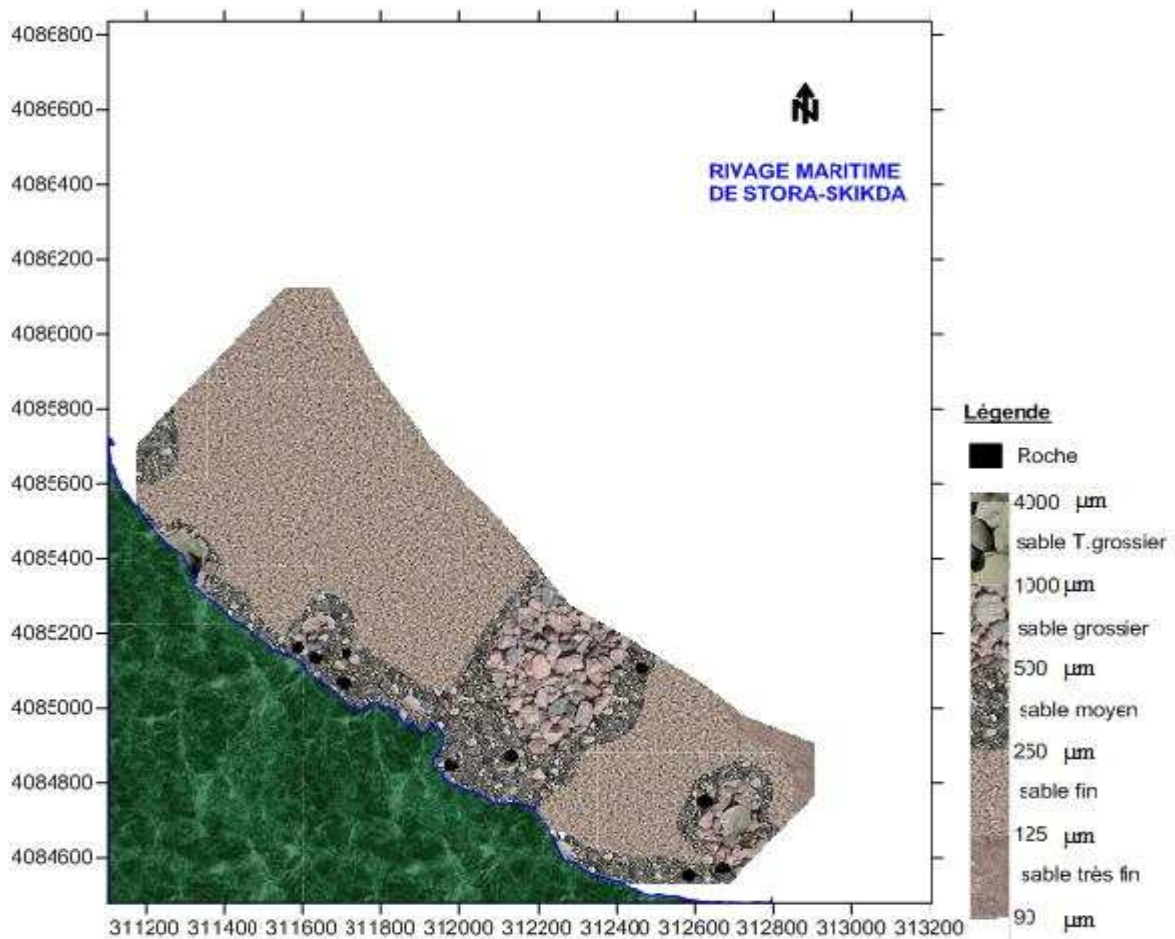 4086800
4086600
4086400
4086200
4086000
4085800
4085600
4085400
4085200
4085000
4084800
4084600
311200 311400 311600 311800 312000 312200 312400 312600 312800 313000 313200
N
RIVAGE MARITIME
DE STORA-SKIKDA
Légende
Roche
4000 µm
sable T.grossier
1000 µm
sable grossier
500 µm
sable moyen
250 µm
sable fin
125 µm
sable très fin
90 µm